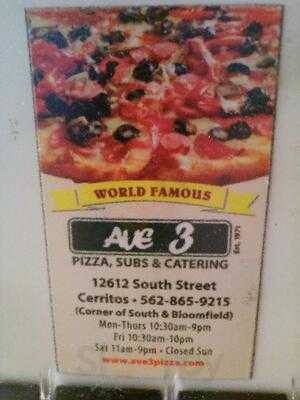 WORLD FAMOUS
AVE 3
Est. 1971
PIZZA, SUBS & CATERING
12612 South Street
Cerritos • 562-865-9215
(Corner of South & Bloomfield)
Mon-Thurs 10:30am-9pm
Fri 10:30am-10pm
Sat 11am-9pm • Closed Sun
www.ave3pizza.com